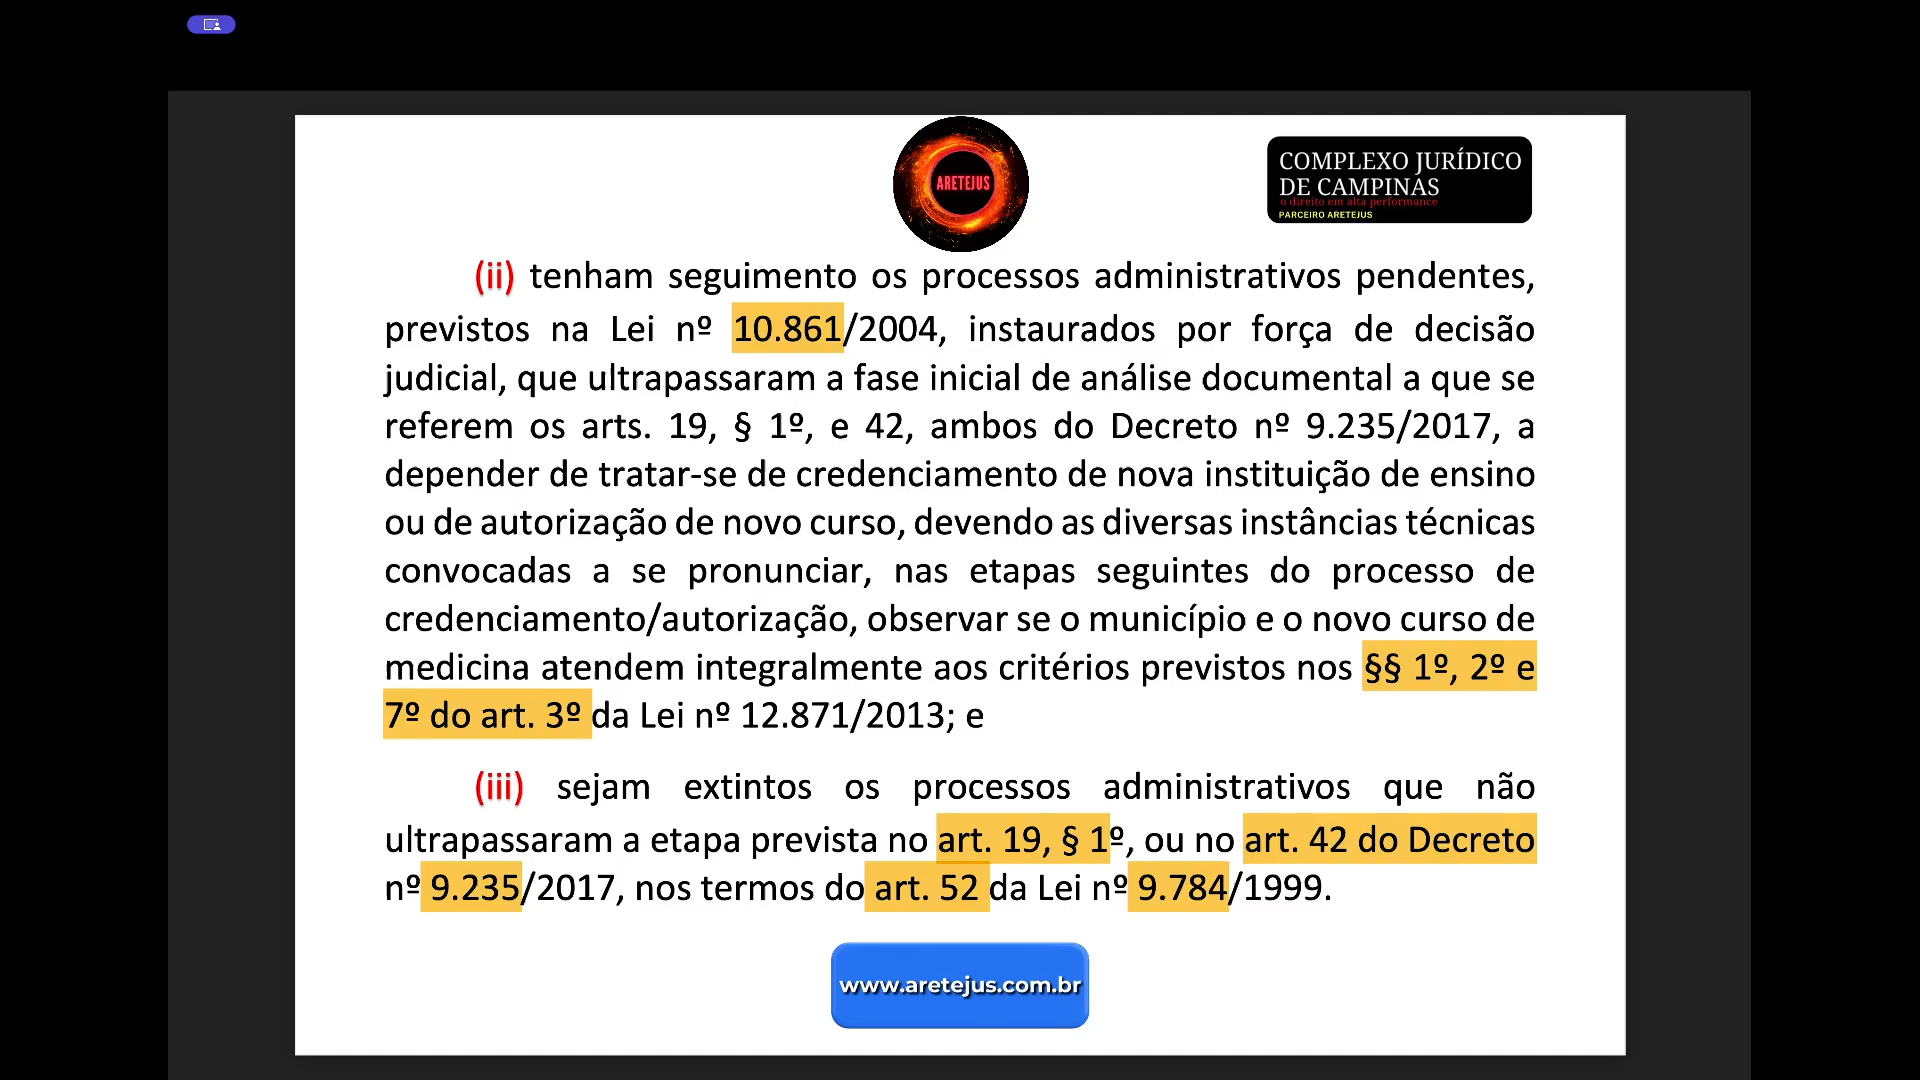 ARETEJUS
COMPLEXO JURÍDICO
DE CAMPINAS
o direito em alta performance
PARCEIRO ARETEJUS
(ii) tenham seguimento os processos administrativos pendentes,
previstos na Lei nº 10.861/2004, instaurados por força de decisão
judicial, que ultrapassaram a fase inicial de análise documental a que se
referem os arts. 19, § 1º, e 42, ambos do Decreto nº 9.235/2017, a
depender de tratar-se de credenciamento de nova instituição de ensino
ou de autorização de novo curso, devendo as diversas instâncias técnicas
convocadas a se pronunciar, nas etapas seguintes do processo de
credenciamento/autorização, observar se o município e o novo curso de
medicina atendem integralmente aos critérios previstos nos §§ 1º, 2º e
7º do art. 3º da Lei nº 12.871/2013; e
(iii) sejam extintos os processos administrativos que não
ultrapassaram a etapa prevista no art. 19, § 1º, ou no art. 42 do Decreto
nº 9.235/2017, nos termos do art. 52 da Lei nº 9.784/1999.
www.aretejus.com.br